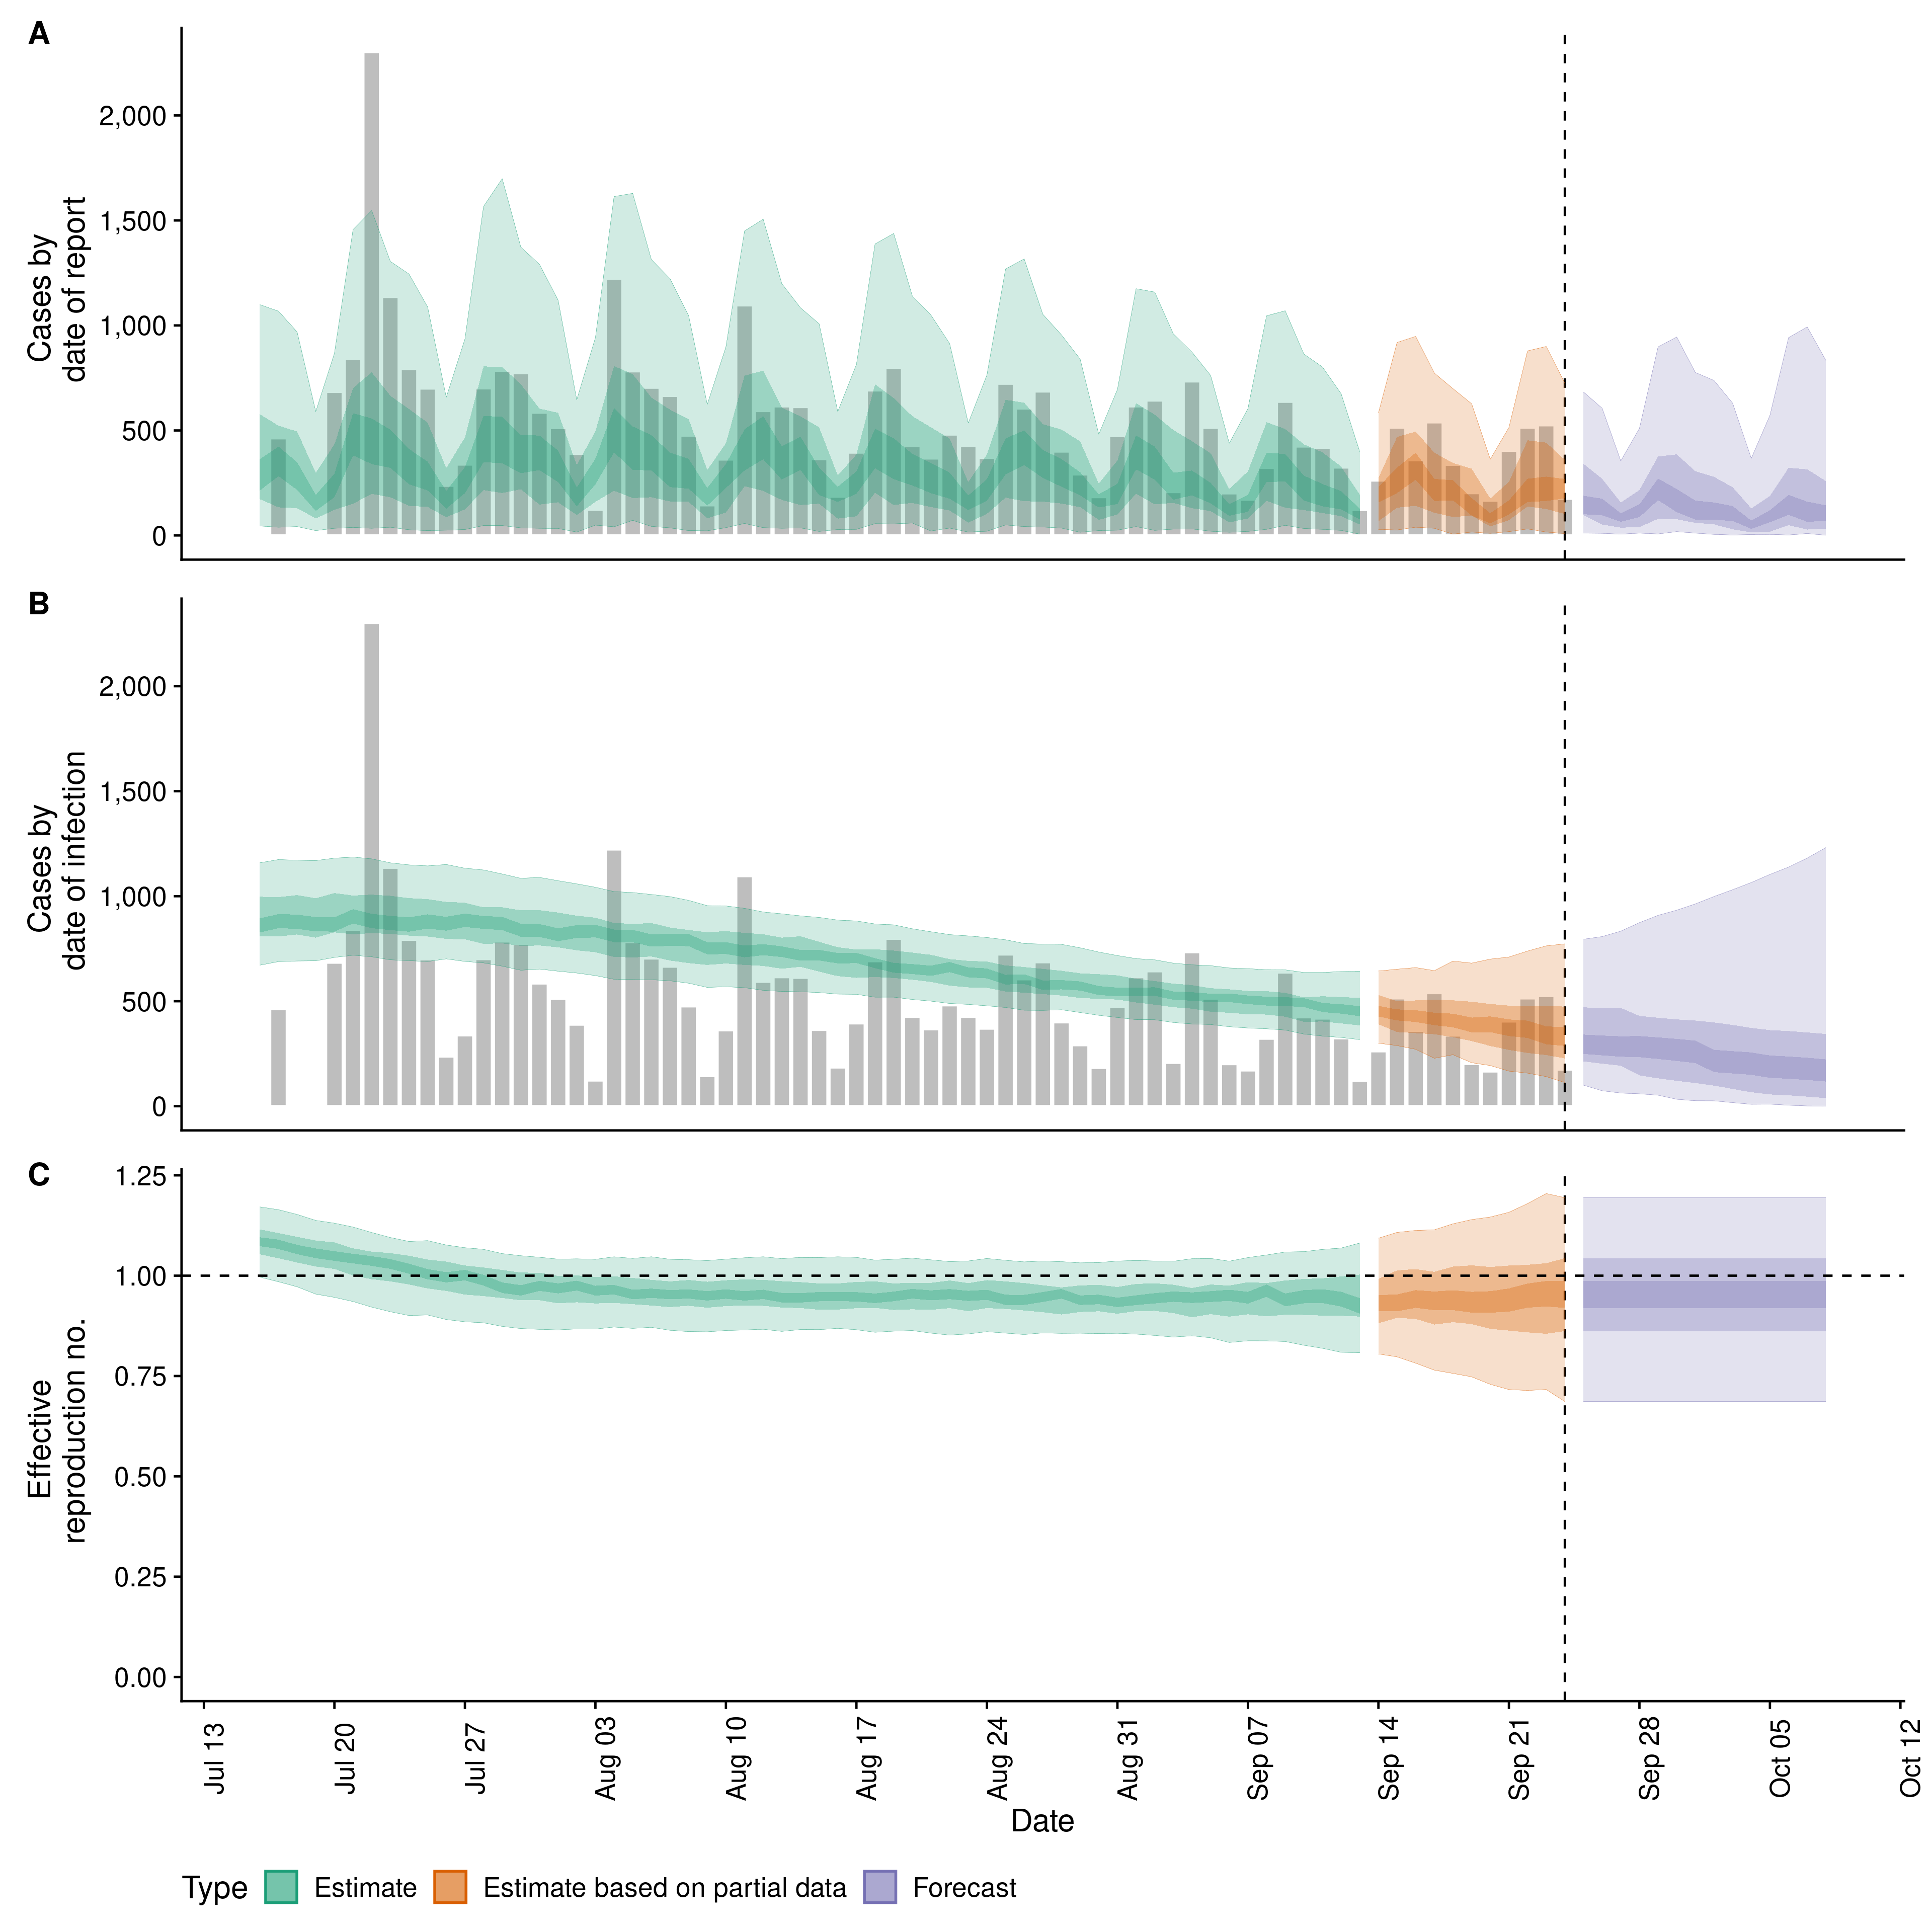 A
Cases by
date of report
2,000
1,500
1,000
500
0
B
Cases by
date of infection
2,000
1,500
1,000
500
0
C
Effective
reproduction no.
1.25
1.00
0.75
0.50
0.25
0.00
Jul 13
Jul 20
Jul 27
Aug 03
Aug 10
Aug 17
Aug 24
Aug 31
Sep 07
Sep 14
Sep 21
Sep 28
Oct 05
Oct 12
Date
Type Estimate Estimate based on partial data Forecast